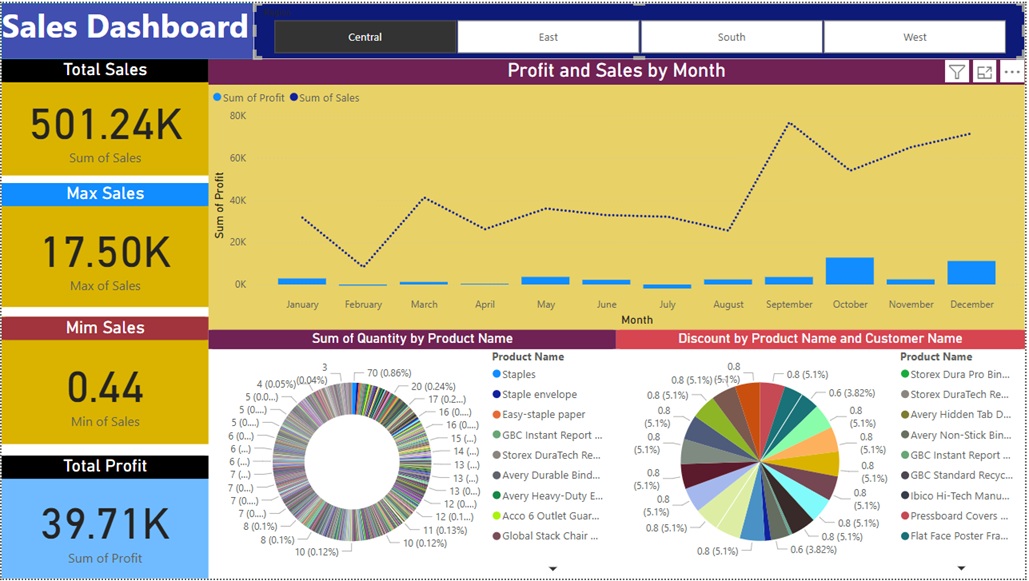 Sales Dashboard
Central
East
South
West
Total Sales
501.24K
Sum of Sales
Max Sales
17.50K
Max of Sales
Mim Sales
0.44
Min of Sales
Total Profit
39.71K
Sum of Profit
Profit and Sales by Month
Sum of Profit
Sum of Sales
Sum of Profit
80K
60K
40K
20K
0K
January
February
March
April
May
June
July
August
September
October
November
December
Month
Sum of Quantity by Product Name
3
70 (0.86%)
20 (0.24%)
17 (0.2...)
16 (0....)
16 (0....)
15 (...)
14 (...)
13 (...)
13 (...)
13 (0...)
12 (0....)
12 (0.1...)
11 (0.13%)
10 (0.12%)
10 (0.12%)
8 (0.1%)
8 (0.1%)
7 (0....)
7 (0....)
7 (0...)
6 (...)
6 (...)
6 (0...)
5 (0...)
5 (0....)
5 (0.0...)
4 (0.05%)
(0.04%)
Product Name
Staples
Staple envelope
Easy-staple paper
GBC Instant Report ...
Storex DuraTech Re...
Avery Durable Bind...
Avery Heavy-Duty E...
Acco 6 Outlet Guar...
Global Stack Chair ...
Discount by Product Name and Customer Name
0.8 (5.1%)
0.6 (3.82%)
0.8
(5.1%)
0.8
(5.1%)
0.8
(5.1%)
0.8
(5.1%)
0.8 (5.1%)
0.8 (5.1%)
0.6 (3.82%)
0.8 (5.1%)
0.8 (5.1%)
0.8
(5.1%)
0.8
(5.1%)
0.8
(5.1%)
0.8
(5.1%)
0.8 (5.1%)
0.8 (5.1%)
0.8
(5.1%)
Product Name
Storex Dura Pro Bin...
Storex DuraTech Re...
Avery Hidden Tab D...
Avery Non-Stick Bin...
GBC Instant Report ...
GBC Standard Recyc...
Ibico Hi-Tech Manu...
Pressboard Covers ...
Flat Face Poster Fra...